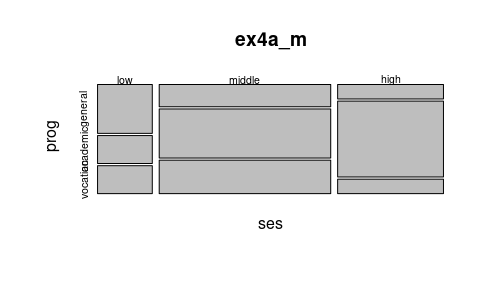 ex4a_m
low middle high
prog
general
academic
vocation
ses